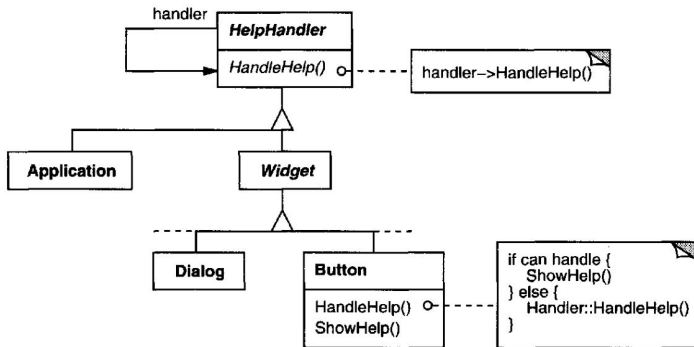 handler
HelpHandler
HandleHelp()
handler->HandleHelp()
Application
Widget
Dialog
Button
HandleHelp()
ShowHelp()
if can handle {
ShowHelp()
} else {
Handler::HandleHelp()
}